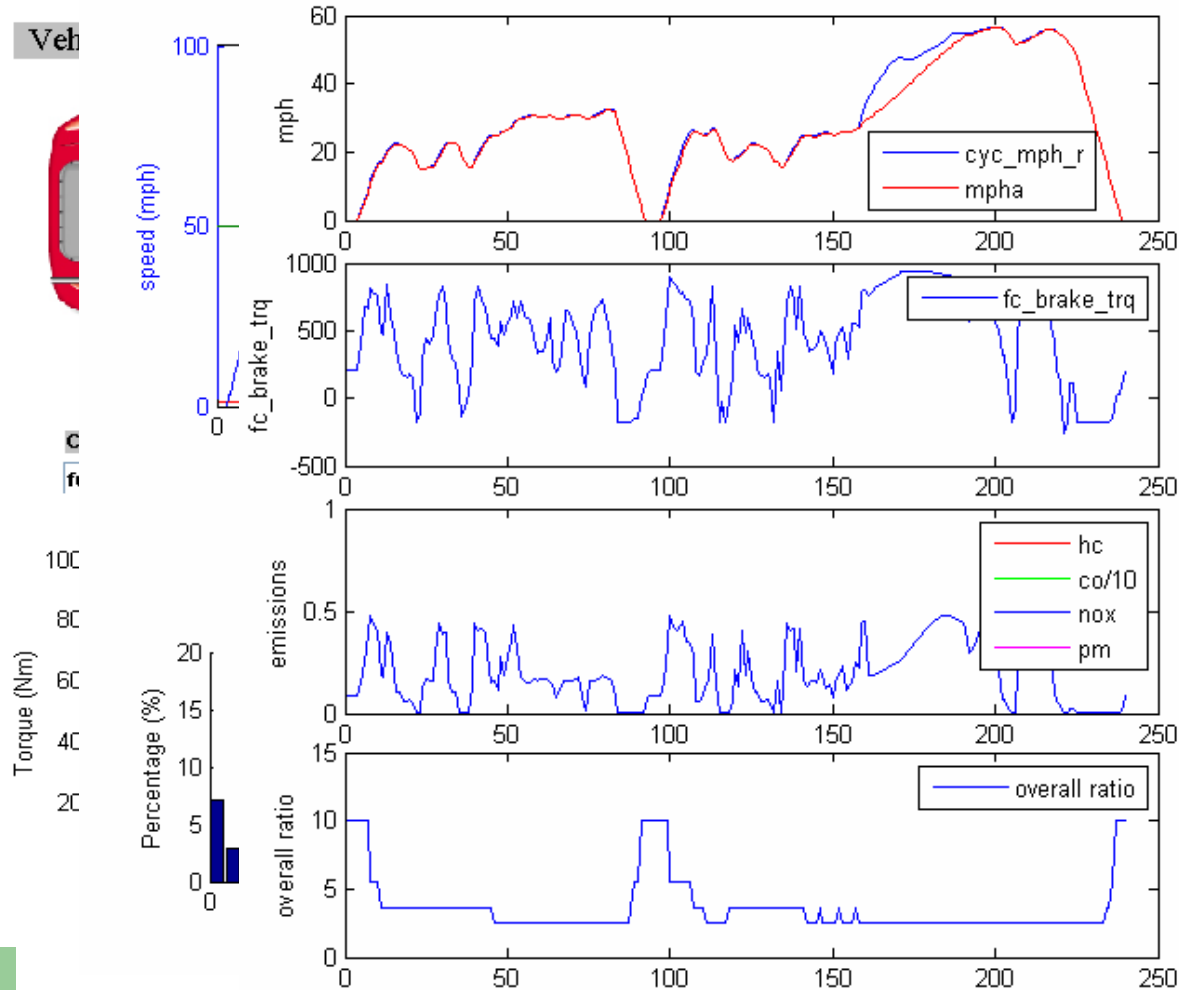 Veh
100
50
0
speed (mph)
0
60
40
20
0
mph
cyc_mph_r
mpha
0 50 100 150 200 250
1000
500
0
-500
fc_brake_trq
fc_brake_trq
0 50 100 150 200 250
1
0.5
0
emissions
hc
co/10
nox
pm
0 50 100 150 200 250
15
10
5
0
overall ratio
overall ratio
0 50 100 150 200 250
20
15
10
5
0
Percentage (%)
0
Torque (Nm)